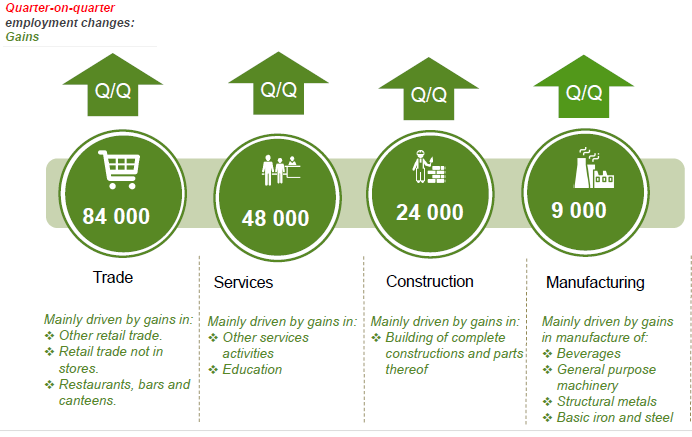 Quarter-on-quarter
employment changes:
Gains
Q/Q
Q/Q
Q/Q
Q/Q
84 000
48 000
24 000
9 000
Trade
Services
Construction
Manufacturing
Mainly driven by gains in:
❖ Other retail trade.
❖ Retail trade not in
stores.
❖ Restaurants, bars and
canteens.
Mainly driven by gains in:
❖ Other services
activities
❖ Education
Mainly driven by gains in:
❖ Building of complete
constructions and parts
thereof
Mainly driven by gains
in manufacture of:
❖ Beverages
❖ General purpose
machinery
❖ Structural metals
❖ Basic iron and steel